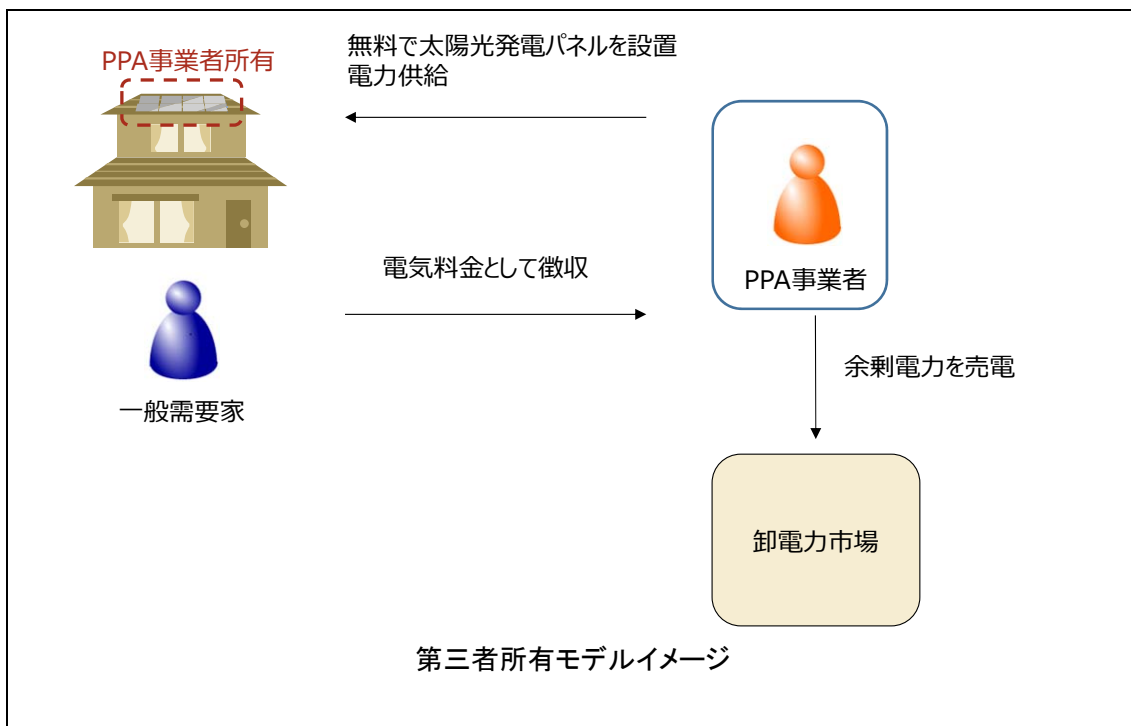 PPA事業者所有
無料で太陽光発電パネルを設置
電力供給
電気料金として徴収
PPA事業者
一般需要家
余剰電力を売電
卸電力市場
第三者所有モデルイメージ